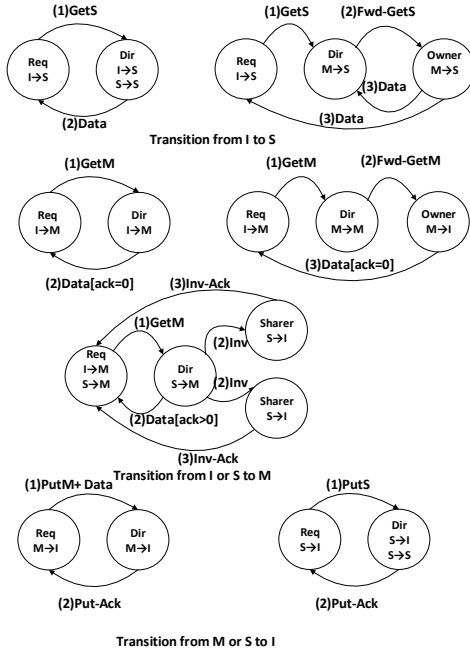 (1)GetS
Req
I→S
Dir
I→S
S→S
(2)Data
(1)GetS
(2)Fwd-GetS
Req
I→S
Dir
M→S
Owner
M→S
(3)Data
(3)Data
Transition from I to S
(1)GetM
Req
I→M
Dir
I→M
(2)Data[ack=0]
(1)GetM
(2)Fwd-GetM
Req
I→M
Dir
M→M
Owner
M→I
(3)Data[ack=0]
(3)Inv-Ack
(1)GetM
Req
I→M
S→M
Dir
S→M
(2)Inv
Sharer
S→I
(2)Inv
Sharer
S→I
(2)Data[ack>0]
(3)Inv-Ack
Transition from I or S to M
(1)PutM+ Data
Req
M→I
Dir
M→I
(2)Put-Ack
(1)PutS
Req
S→I
Dir
S→I
S→S
(2)Put-Ack
Transition from M or S to I